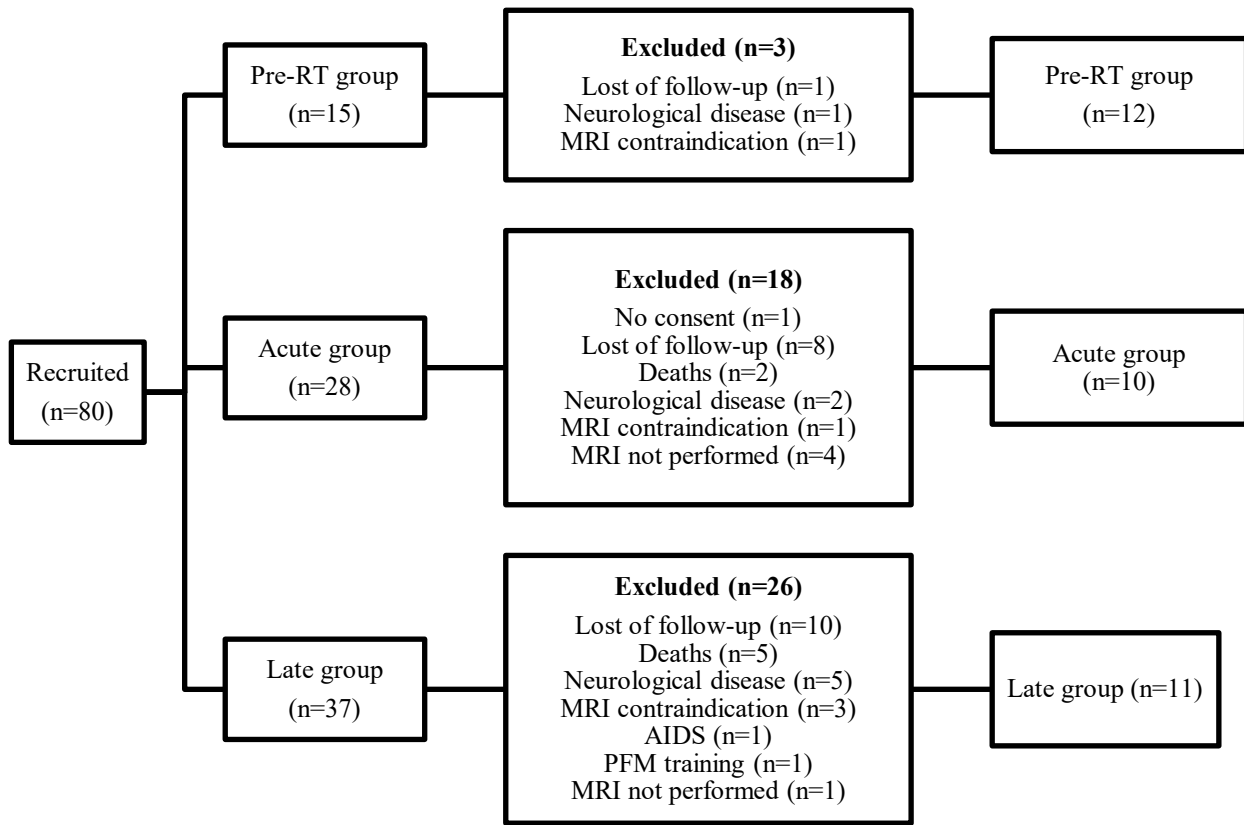 Recruited
(n=80)
Pre-RT group
(n=15)
Excluded (n=3)
Lost of follow-up (n=1)
Neurological disease (n=1)
MRI contraindication (n=1)
Pre-RT group
(n=12)
Acute group
(n=28)
Excluded (n=18)
No consent (n=1)
Lost of follow-up (n=8)
Deaths (n=2)
Neurological disease (n=2)
MRI contraindication (n=1)
MRI not performed (n=4)
Acute group
(n=10)
Late group
(n=37)
Excluded (n=26)
Lost of follow-up (n=10)
Deaths (n=5)
Neurological disease (n=5)
MRI contraindication (n=3)
AIDS (n=1)
PFM training (n=1)
MRI not performed (n=1)
Late group (n=11)